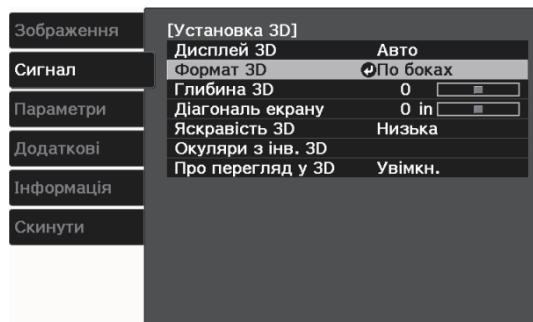 Зображення
Сигнал
Параметри
Додаткові
Інформація
Скинути
[Установка 3D]
Дисплей 3D Авто
Формат 3D По боках
Глибина 3D 0
Діагональ екрану 0 in
Яскравість 3D Низька
Окуляри з інв. 3D
Про перегляд у 3D Увімкн.